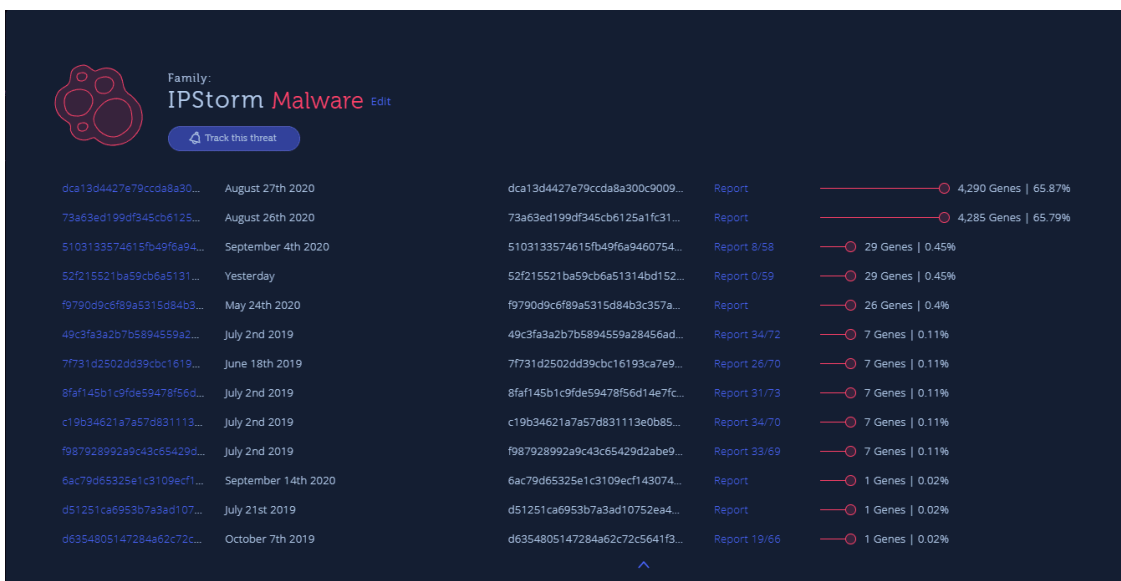 Family:
IPStorm Malware Edit
Track this threat
dca13d4427e79ccda8a30... August 27th 2020 dca13d4427e79ccda8a300c9009... Report 4,290 Genes | 65.87%
73a63ed199df345cb6125... August 26th 2020 73a63ed199df345cb6125a1fc31... Report 4,285 Genes | 65.79%
5103133574615fb49f6a94... September 4th 2020 5103133574615fb49f6a9460754... Report 8/58 29 Genes | 0.45%
52f215521ba59cb6a5131... Yesterday 52f215521ba59cb6a51314bd152... Report 0/59 29 Genes | 0.45%
f9790d9c6f89a5315d84b3... May 24th 2020 f9790d9c6f89a5315d84b3c357a... Report 26 Genes | 0.4%
49c3fa3a2b7b5894559a2... July 2nd 2019 49c3fa3a2b7b5894559a28456ad... Report 34/72 7 Genes | 0.11%
7f731d2502dd39cbc1619... June 18th 2019 7f731d2502dd39cbc16193ca7e9... Report 26/70 7 Genes | 0.11%
8faf145b1c9fde59478f56d... July 2nd 2019 8faf145b1c9fde59478f56d14e7fc... Report 31/73 7 Genes | 0.11%
c19b34621a7a57d831113... July 2nd 2019 c19b34621a7a57d831113e0b85... Report 34/70 7 Genes | 0.11%
f987928992a9c43c65429d... July 2nd 2019 f987928992a9c43c65429d2abe9... Report 33/69 7 Genes | 0.11%
6ac79d65325e1c3109ecf1... September 14th 2020 6ac79d65325e1c3109ecf143074... Report 1 Genes | 0.02%
d51251ca6953b7a3ad107... July 21st 2019 d51251ca6953b7a3ad10752ea4... Report 1 Genes | 0.02%
d6354805147284a62c72c... October 7th 2019 d6354805147284a62c72c5641f3... Report 19/66 1 Genes | 0.02%